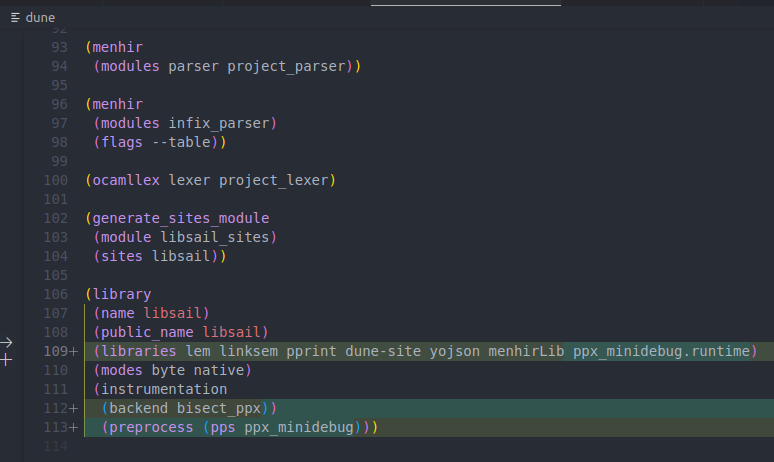 dune
92
93 (menhir
94  (modules parser project_parser))
95
96 (menhir
97  (modules infix_parser)
98  (flags --table))
99
100 (ocamllex lexer project_lexer)
101
102 (generate_sites_module
103  (module libsail_sites)
104  (sites libsail))
105
106 (library
107  (name libsail)
108  (public_name libsail)
109+  (libraries lem linksem pprint dune-site yojson menhirLib ppx_minidebug.runtime)
110  (modes byte native)
111  (instrumentation
112+   (backend bisect_ppx))
113+   (preprocess (pps ppx_minidebug)))
114